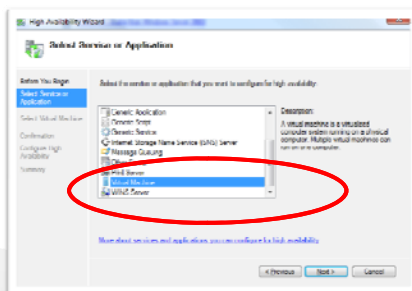 High Availability Wizard
Select Service or Application
Before You Begin
Select Service or
Application
Select Virtual Machine
Confirmation
Configure High
Availability
Summary
Select the service or application that you want to configure for high availability:
Generic Application
Generic Script
Generic Service
Internet Storage Name Service (iSNS) Server
Message Queuing
Other Server
Print Server
Virtual Machine
WINS Server
Description:
A virtual machine is a virtualized
computer system running on a physical
computer. Multiple virtual machines can
run on one computer.
More about services and applications you can configure for high availability
< Previous
Next >
Cancel